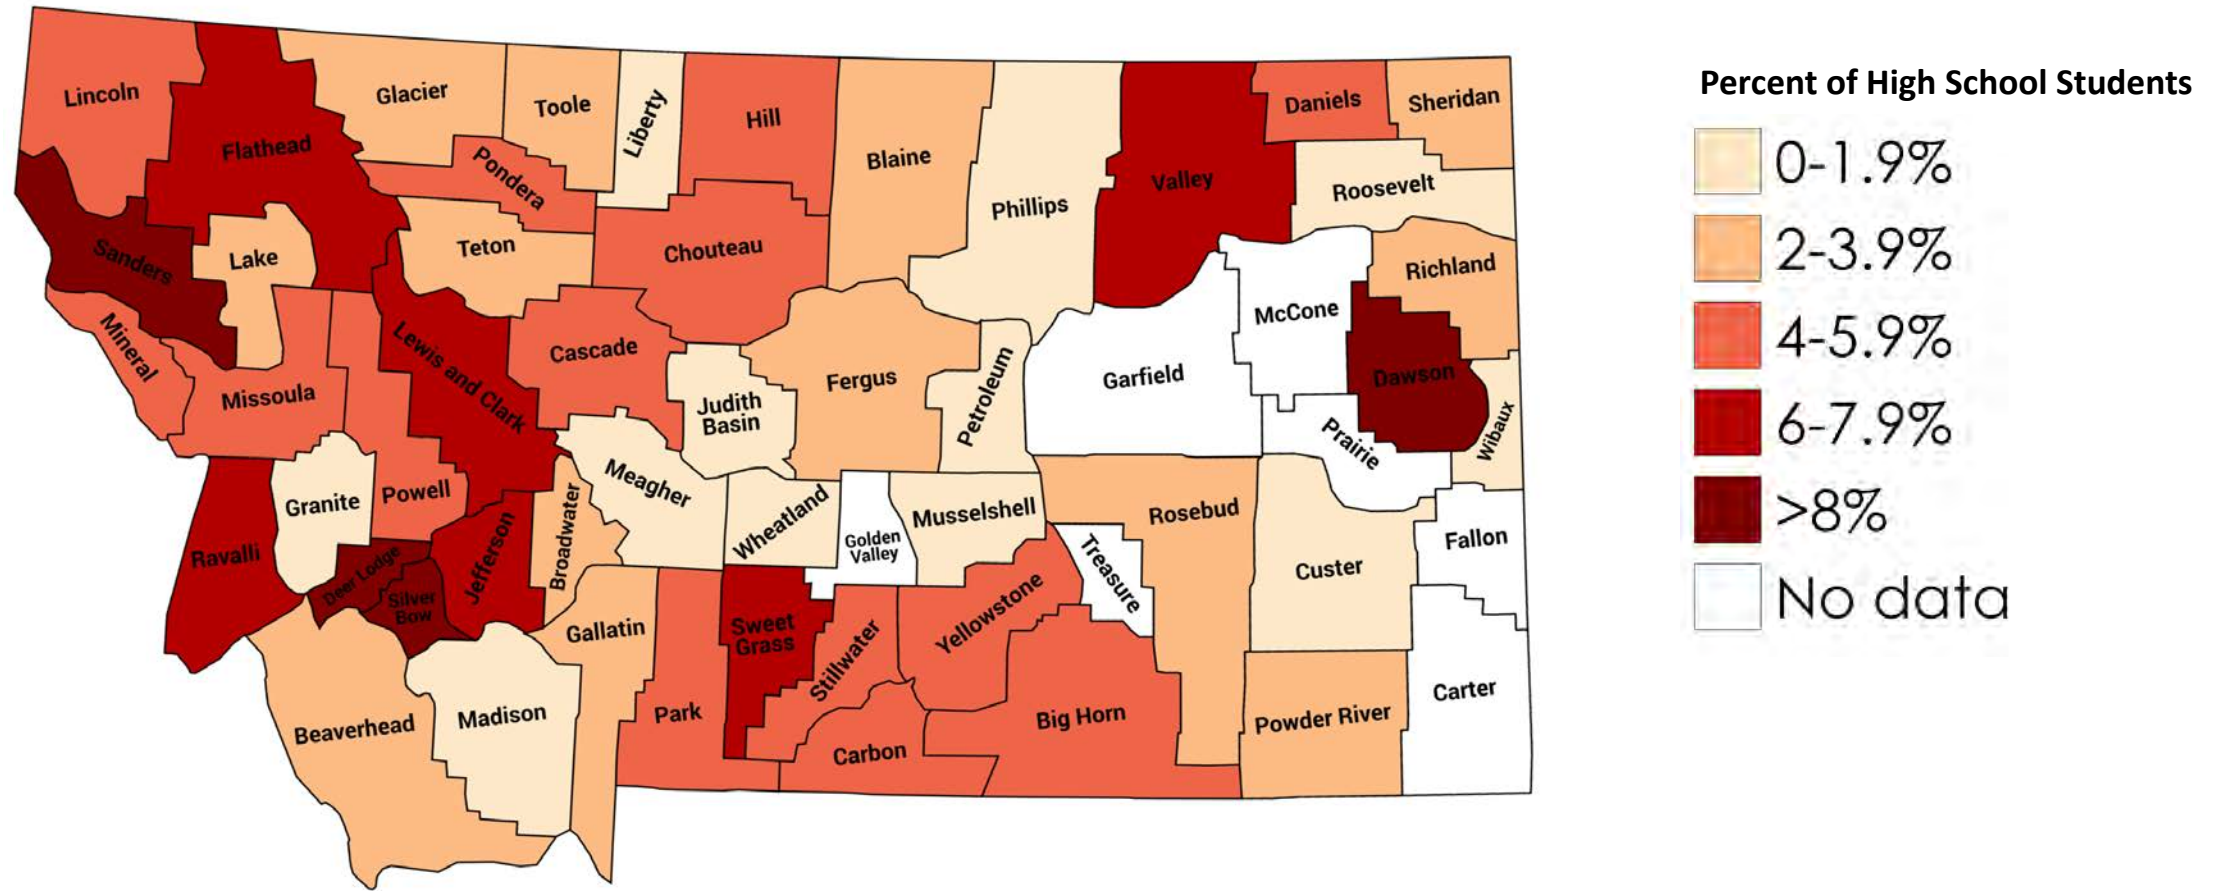 Percent of High School Students
0-1.9%
2-3.9%
4-5.9%
6-7.9%
>8%
No data
Lincoln
Flathead
Glacier
Toole
Liberty
Hill
Blaine
Phillips
Valley
Daniels
Sheridan
Roosevelt
Pondera
Sanders
Lake
Teton
Chouteau
Richland
McCone
Mineral
Missoula
Lewis and Clark
Cascade
Judith
Basin
Fergus
Petroleum
Garfield
Dawson
Prairie
Wibaux
Granite
Powell
Meagher
Wheatland
Golden
Valley
Musselshell
Rosebud
Treasure
Custer
Fallon
Ravalli
Deer Lodge
Silver
Bow
Jefferson
Broadwater
Gallatin
Sweet
Grass
Stillwater
Yellowstone
Beaverhead
Madison
Park
Carbon
Big Horn
Powder River
Carter